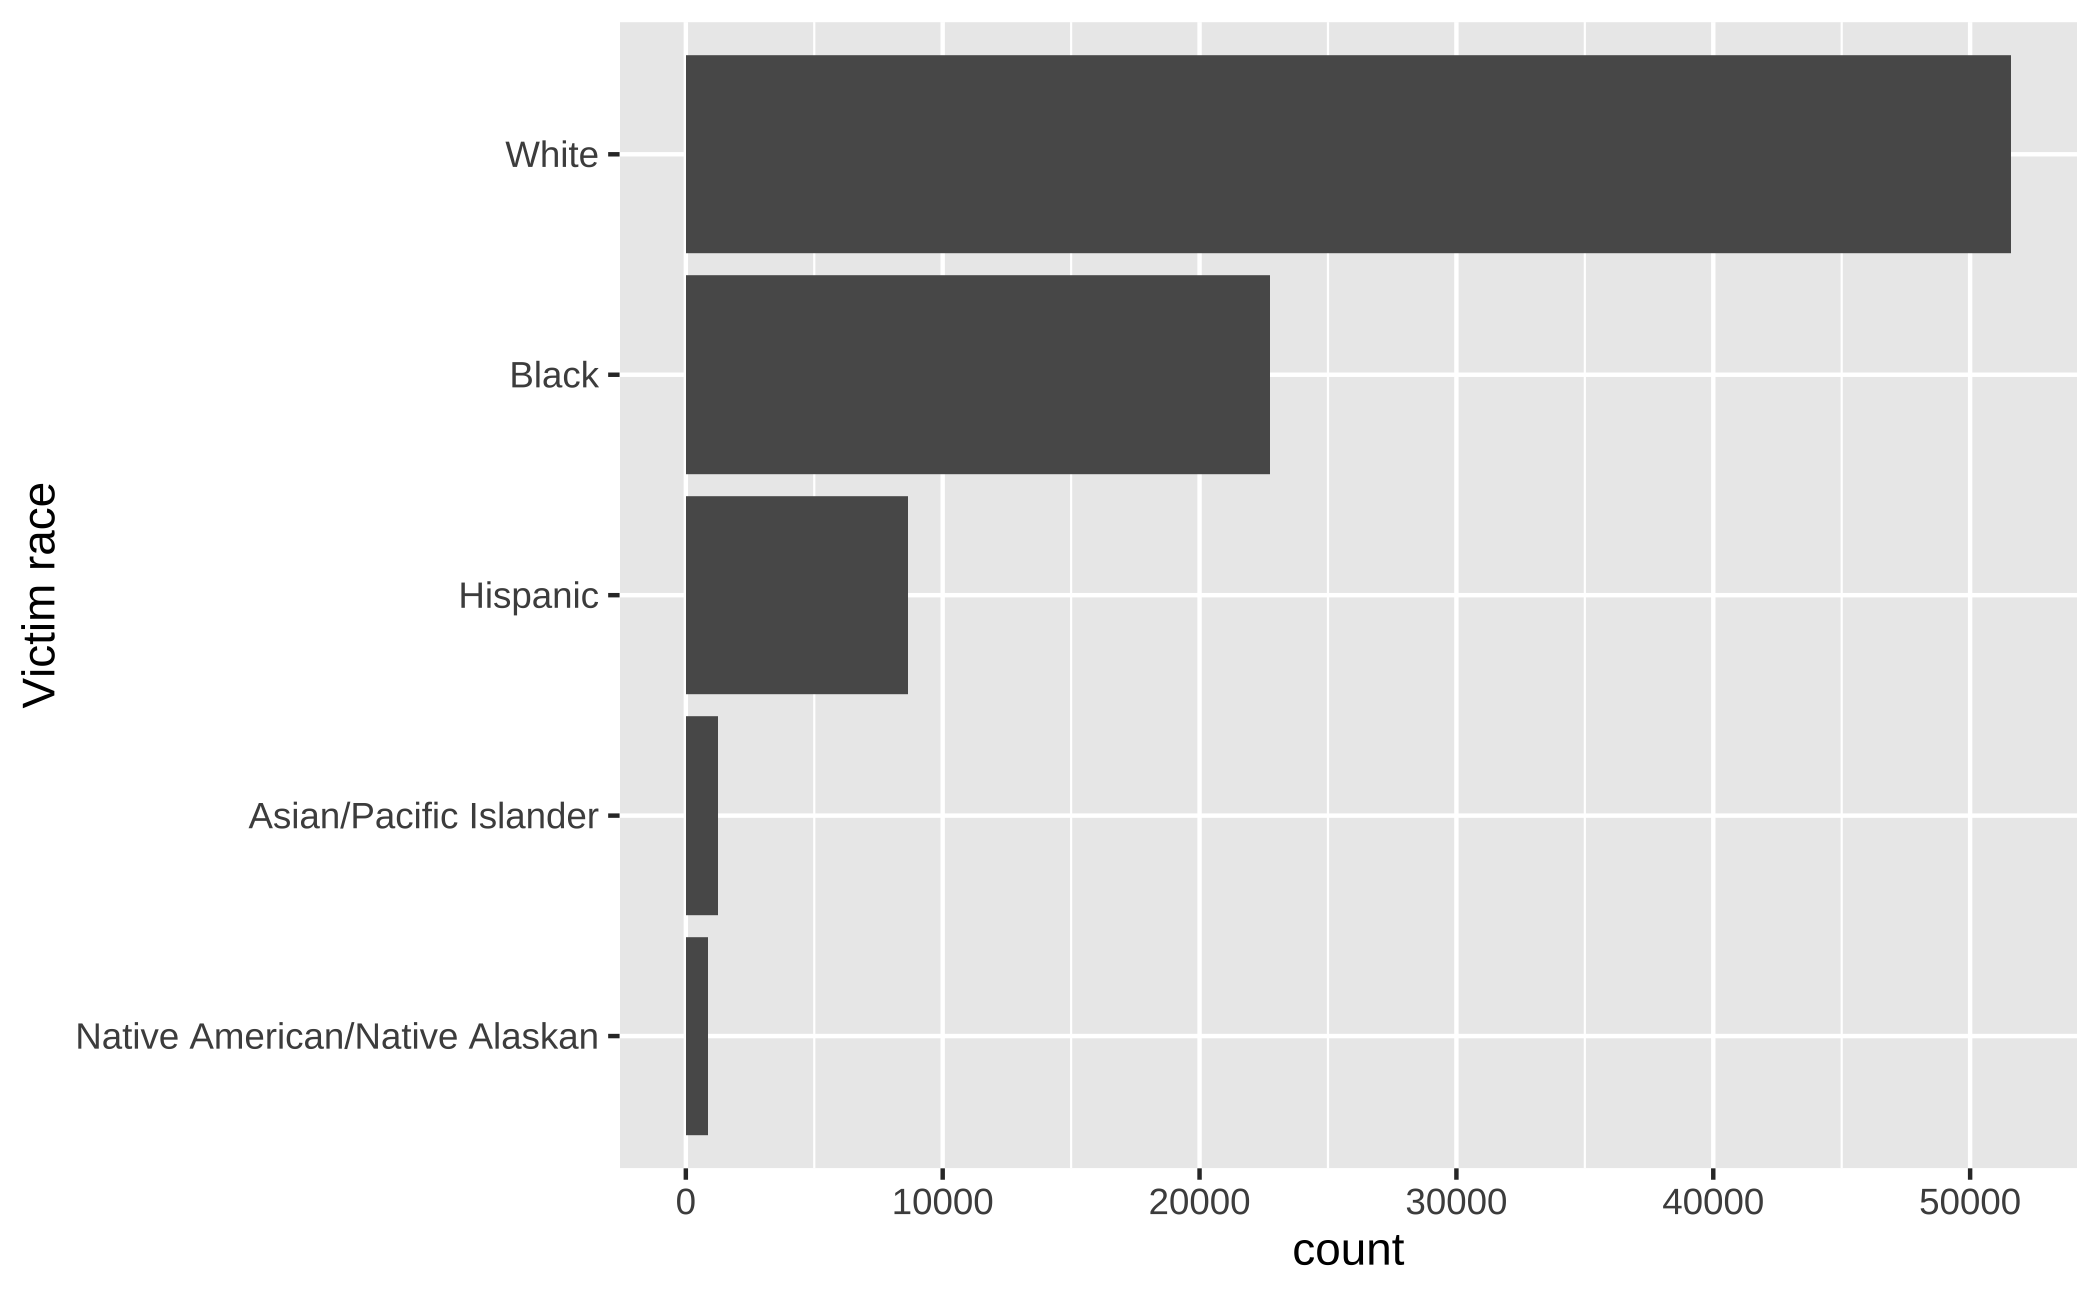 White
Black
Hispanic
Asian/Pacific Islander
Native American/Native Alaskan
Victim race
0 10000 20000 30000 40000 50000
count